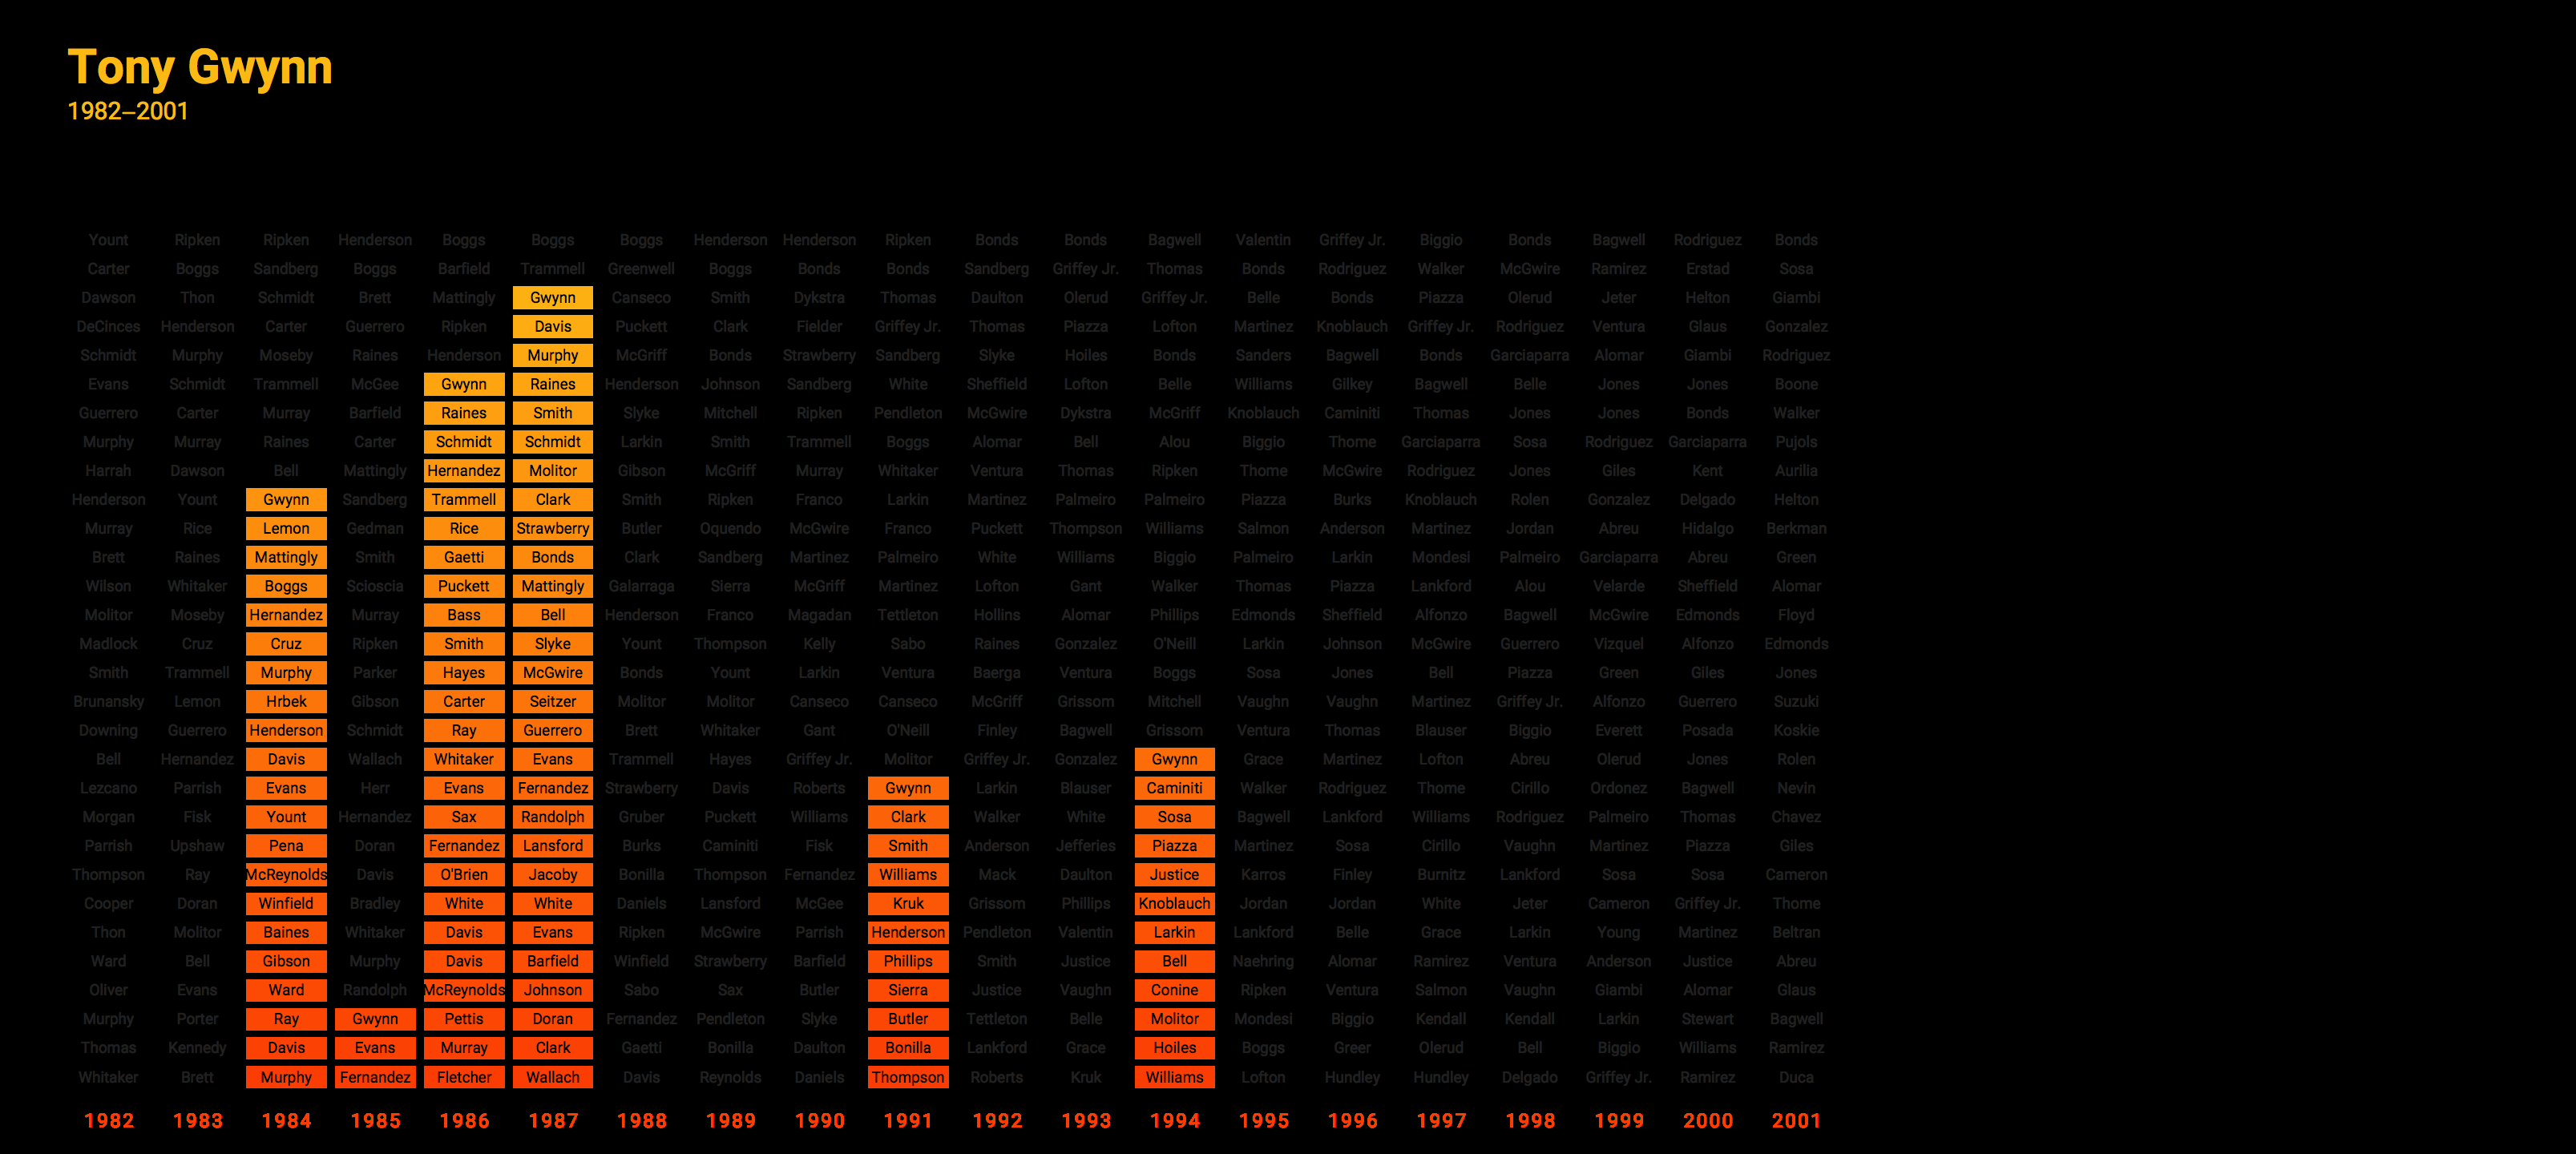 Tony Gwynn
1982–2001
Yount Ripken Ripken Henderson Boggs Boggs Boggs Henderson Henderson Ripken Bonds Bonds Bagwell Valentin Griffey Jr. Biggio Bonds Bagwell Rodriguez Bonds
Carter Boggs Sandberg Boggs Barfield Trammell Greenwell Boggs Bonds Bonds Sandberg Griffey Jr. Thomas Bonds Rodriguez Walker McGwire Ramirez Erstad Sosa
Dawson Thon Schmidt Brett Mattingly Gwynn Canseco Smith Dykstra Thomas Daulton Olerud Griffey Jr. Belle Bonds Piazza Olerud Jeter Helton Giambi
DeCinces Henderson Carter Guerrero Ripken Davis Puckett Clark Fielder Griffey Jr. Thomas Piazza Lofton Martinez Knoblauch Griffey Jr. Rodriguez Ventura Glaus Gonzalez
Schmidt Murphy Moseby Raines Henderson Murphy McGriff Bonds Strawberry Sandberg Slyke Hoiles Bonds Sanders Bagwell Bonds Garciaparra Alomar Giambi Rodriguez
Evans Schmidt Trammell McGee Gwynn Raines Henderson Johnson Sandberg White Sheffield Lofton Belle Williams Gilkey Bagwell Belle Jones Jones Boone
Guerrero Carter Murray Barfield Raines Smith Slyke Mitchell Ripken Pendleton McGwire Dykstra McGriff Knoblauch Caminiti Thomas Jones Jones Bonds Walker
Murphy Murray Raines Carter Schmidt Schmidt Larkin Smith Trammell Boggs Alomar Bell Alou Biggio Thome Garciaparra Sosa Rodriguez Garciaparra Pujols
Harrah Dawson Bell Mattingly Hernandez Molitor Gibson McGriff Murray Whitaker Ventura Thomas Ripken Thome McGwire Rodriguez Jones Giles Kent Aurilia
Henderson Yount Gwynn Sandberg Trammell Clark Smith Ripken Franco Larkin Martinez Palmeiro Palmeiro Piazza Burks Knoblauch Rolen Gonzalez Delgado Helton
Murray Rice Lemon Gedman Rice Strawberry Butler Oquendo McGwire Franco Puckett Thompson Williams Salmon Anderson Martinez Jordan Abreu Hidalgo Berkman
Brett Raines Mattingly Smith Gaetti Bonds Clark Sandberg Martinez Palmeiro White Williams Biggio Palmeiro Larkin Mondesi Palmeiro Garciaparra Abreu Green
Wilson Whitaker Boggs Scioscia Puckett Mattingly Galarraga Sierra McGriff Martinez Lofton Gant Walker Thomas Piazza Lankford Alou Velarde Sheffield Alomar
Molitor Moseby Hernandez Murray Bass Bell Henderson Franco Magadan Tettleton Hollins Alomar Phillips Edmonds Sheffield Alfonzo Bagwell McGwire Edmonds Floyd
Madlock Cruz Cruz Ripken Smith Slyke Yount Thompson Kelly Sabo Raines Gonzalez O'Neill Larkin Johnson McGwire Guerrero Vizquel Alfonzo Edmonds
Smith Trammell Murphy Parker Hayes McGwire Bonds Yount Larkin Ventura Baerga Ventura Boggs Sosa Jones Bell Piazza Green Giles Jones
Brunansky Lemon Hrbek Gibson Carter Seitzer Molitor Molitor Canseco Canseco McGriff Grissom Mitchell Vaughn Vaughn Martinez Griffey Jr. Alfonzo Guerrero Suzuki
Downing Guerrero Henderson Schmidt Ray Guerrero Brett Whitaker Gant O'Neill Finley Bagwell Grissom Ventura Thomas Blauser Biggio Everett Posada Koskie
Bell Hernandez Davis Wallach Whitaker Evans Trammell Hayes Griffey Jr. Molitor Griffey Jr. Gonzalez Gwynn Grace Martinez Lofton Abreu Olerud Jones Rolen
Lezcano Parrish Evans Herr Evans Fernandez Strawberry Davis Roberts Gwynn Larkin Blauser Caminiti Walker Rodriguez Thome Cirillo Ordonez Bagwell Nevin
Morgan Fisk Yount Hernandez Sax Randolph Gruber Puckett Williams Clark Walker White Sosa Bagwell Lankford Williams Rodriguez Palmeiro Thomas Chavez
Parrish Upshaw Pena Doran Fernandez Lansford Burks Caminiti Fisk Smith Anderson Jefferies Piazza Martinez Sosa Cirillo Vaughn Martinez Piazza Giles
Thompson Ray McReynolds Davis O'Brien Jacoby Bonilla Thompson Fernandez Williams Mack Daulton Justice Karros Finley Burnitz Lankford Sosa Sosa Cameron
Cooper Doran Winfield Bradley White White Daniels Lansford McGee Kruk Grissom Phillips Knoblauch Jordan Jordan White Jeter Cameron Griffey Jr. Thome
Thon Molitor Baines Whitaker Davis Evans Ripken McGwire Parrish Henderson Pendleton Valentin Larkin Lankford Belle Grace Larkin Young Martinez Beltran
Ward Bell Gibson Murphy Davis Barfield Winfield Strawberry Barfield Phillips Smith Justice Bell Naehring Alomar Ramirez Ventura Anderson Justice Abreu
Oliver Evans Ward Randolph McReynolds Johnson Sabo Sax Butler Sierra Justice Vaughn Conine Ripken Ventura Salmon Vaughn Giambi Alomar Glaus
Murphy Porter Ray Gwynn Pettis Doran Fernandez Pendleton Slyke Butler Tettleton Belle Molitor Mondesi Biggio Kendall Kendall Larkin Stewart Bagwell
Thomas Kennedy Davis Evans Murray Clark Gaetti Bonilla Daulton Bonilla Lankford Grace Hoiles Boggs Greer Olerud Bell Biggio Williams Ramirez
Whitaker Brett Murphy Fernandez Fletcher Wallach Davis Reynolds Daniels Thompson Roberts Kruk Williams Lofton Hundley Hundley Delgado Griffey Jr. Ramirez Duca
1982 1983 1984 1985 1986 1987 1988 1989 1990 1991 1992 1993 1994 1995 1996 1997 1998 1999 2000 2001